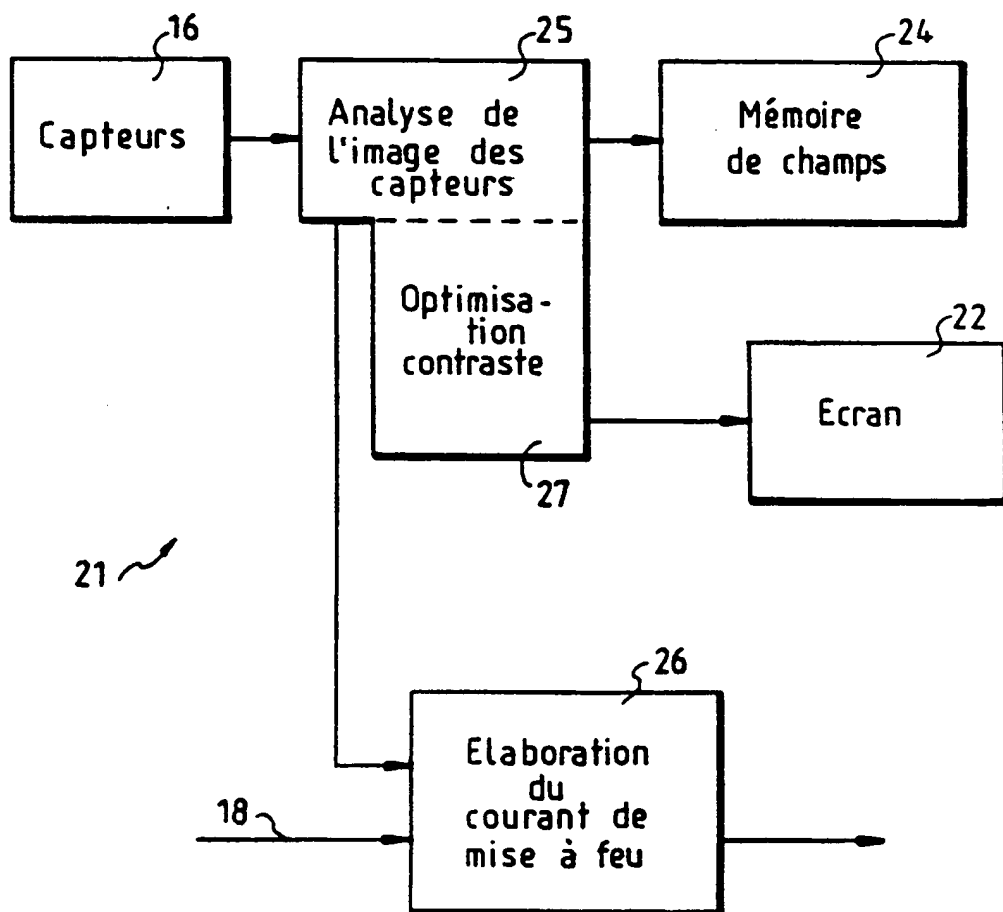 16
Capteurs
25
Analyse de
l'image des
capteurs
24
Mémoire
de champs
Optimisa-
tion
contraste
27
22
Ecran
21
26
Elaboration
du
courant de
mise à feu
18